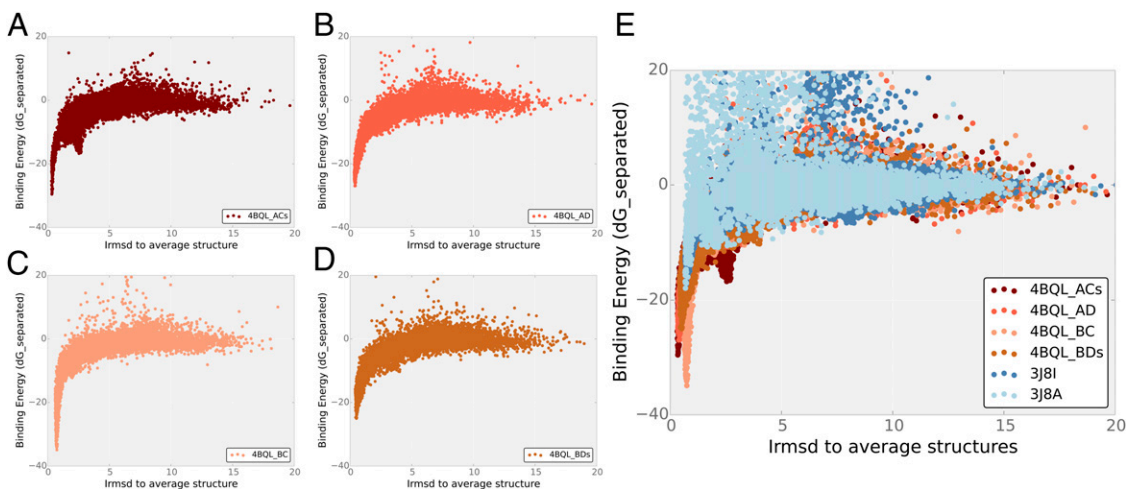 A
20
0
−20
−40
Binding Energy (dG_separated)
0
5
10
15
20
Irmsd to average structure
4BQL_ACs
B
20
0
−20
−40
Binding Energy (dG_separated)
0
5
10
15
20
Irmsd to average structure
4BQL_AD
C
20
0
−20
−40
Binding Energy (dG_separated)
0
5
10
15
20
Irmsd to average structure
4BQL_BC
D
20
0
−20
−40
Binding Energy (dG_separated)
0
5
10
15
20
Irmsd to average structure
4BQL_BDs
E
20
10
0
−10
−20
−30
−40
Binding Energy (dG_separated)
0
5
10
15
20
Irmsd to average structures
4BQL_ACs
4BQL_AD
4BQL_BC
4BQL_BDs
3J8I
3J8A